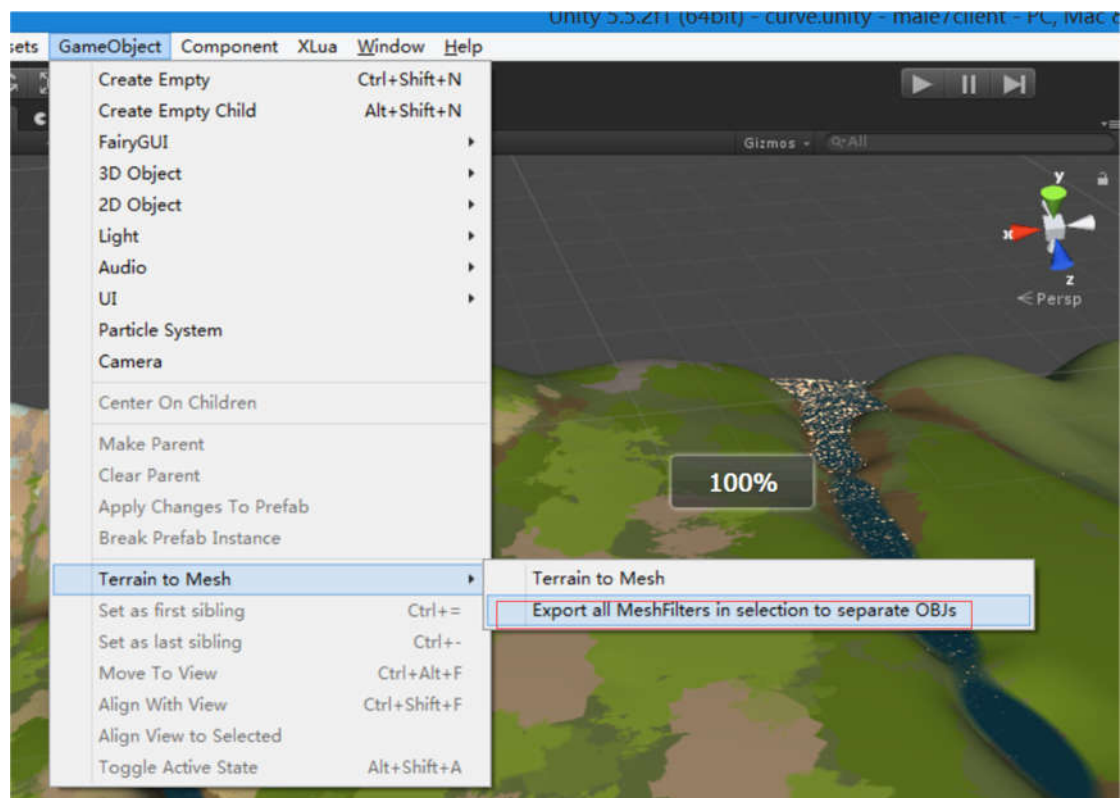 Unity 5.5.2f1 (64bit) - curve.unity - male7client - PC, Mac &
sets GameObject Component XLua Window Help
Create Empty Ctrl+Shift+N
Create Empty Child Alt+Shift+N
FairyGUI
3D Object
2D Object
Light
Audio
UI
Particle System
Camera
Center On Children
Make Parent
Clear Parent
Apply Changes To Prefab
Break Prefab Instance
Terrain to Mesh
Set as first sibling Ctrl+=
Set as last sibling Ctrl+-
Move To View Ctrl+Alt+F
Align With View Ctrl+Shift+F
Align View to Selected
Toggle Active State Alt+Shift+A
Terrain to Mesh
Export all MeshFilters in selection to separate OBJs
Gizmos All
y
x
z
Persp
100%